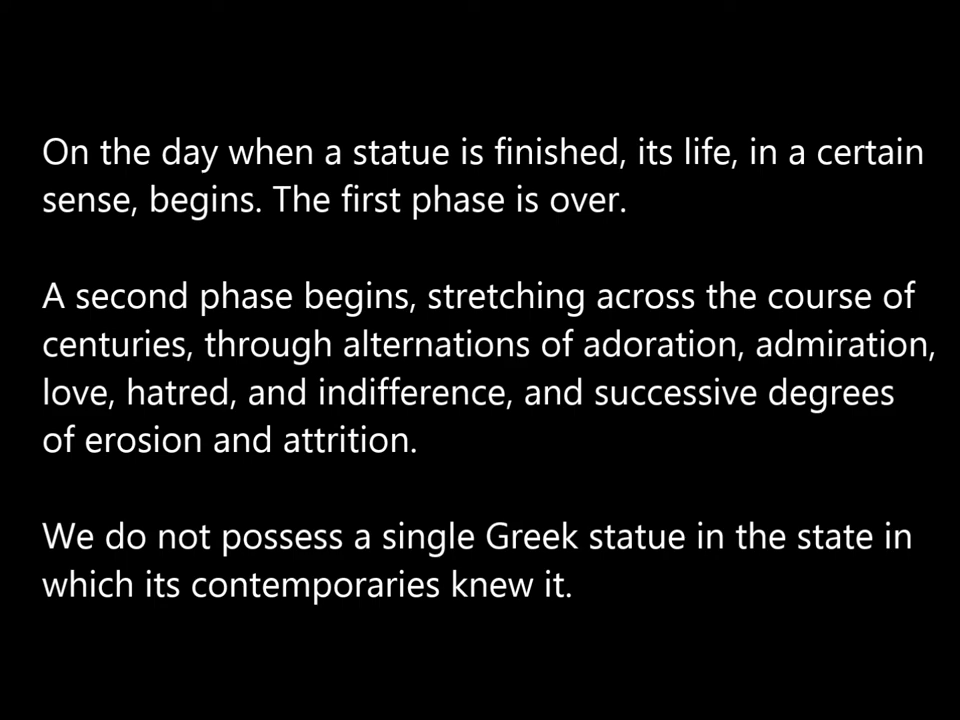 On the day when a statue is finished, its life, in a certain
sense, begins. The first phase is over.
A second phase begins, stretching across the course of
centuries, through alternations of adoration, admiration,
love, hatred, and indifference, and successive degrees
of erosion and attrition.
We do not possess a single Greek statue in the state in
which its contemporaries knew it.